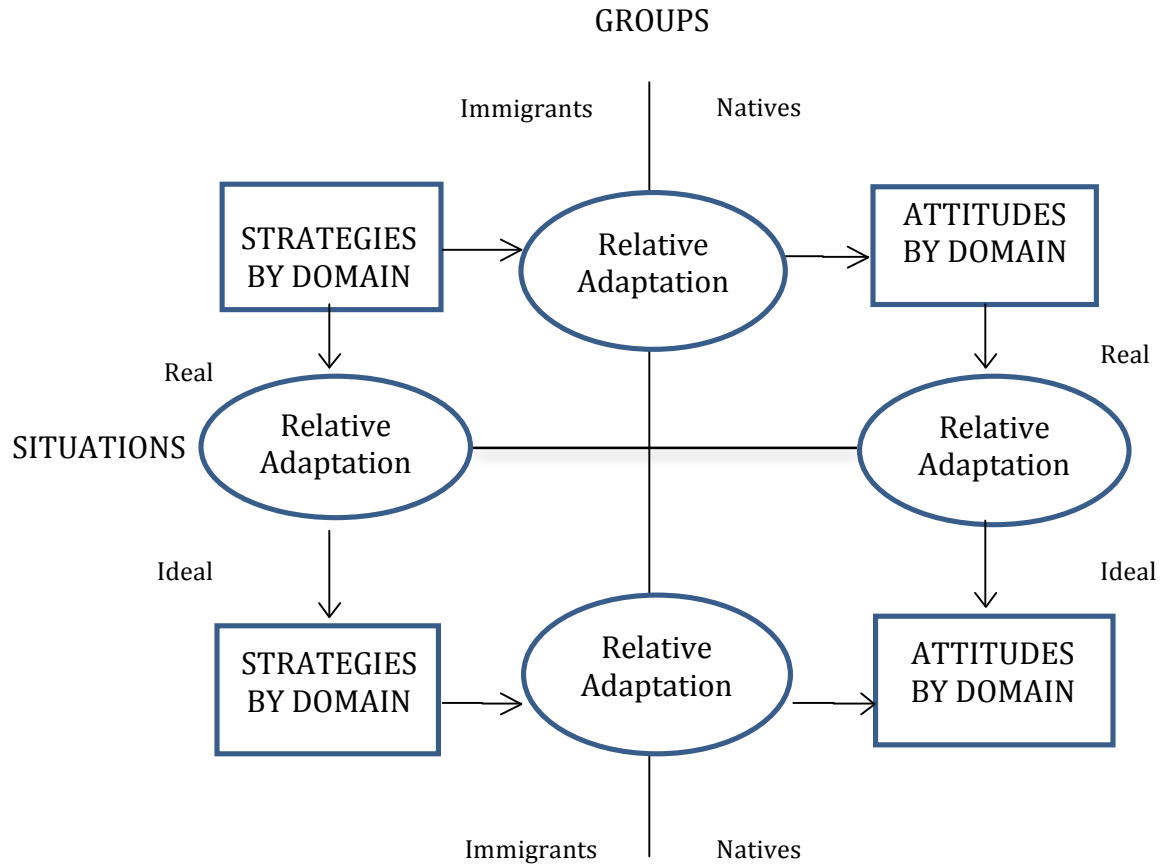 GROUPS
Immigrants
Natives
STRATEGIES
BY DOMAIN
Relative
Adaptation
ATTITUDES
BY DOMAIN
Real
Real
SITUATIONS
Relative
Adaptation
Relative
Adaptation
Ideal
Ideal
STRATEGIES
BY DOMAIN
Relative
Adaptation
ATTITUDES
BY DOMAIN
Immigrants
Natives